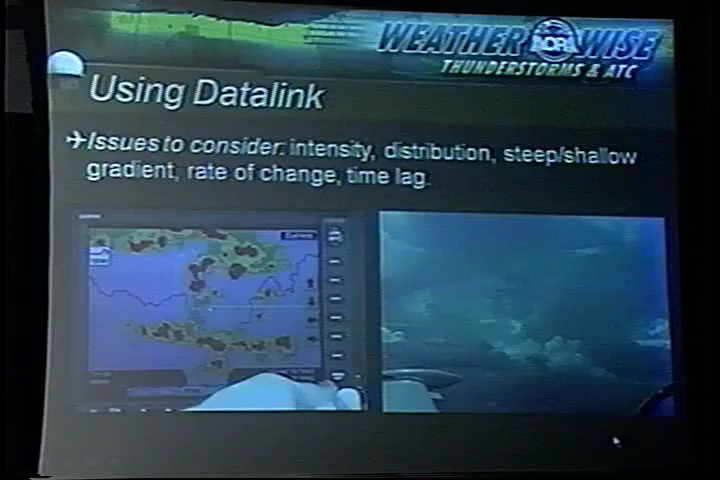 WEATHER AOPA WISE
THUNDERSTORMS & ATC
Using Datalink
Issues to consider: intensity, distribution, steep/shallow
gradient, rate of change, time lag.